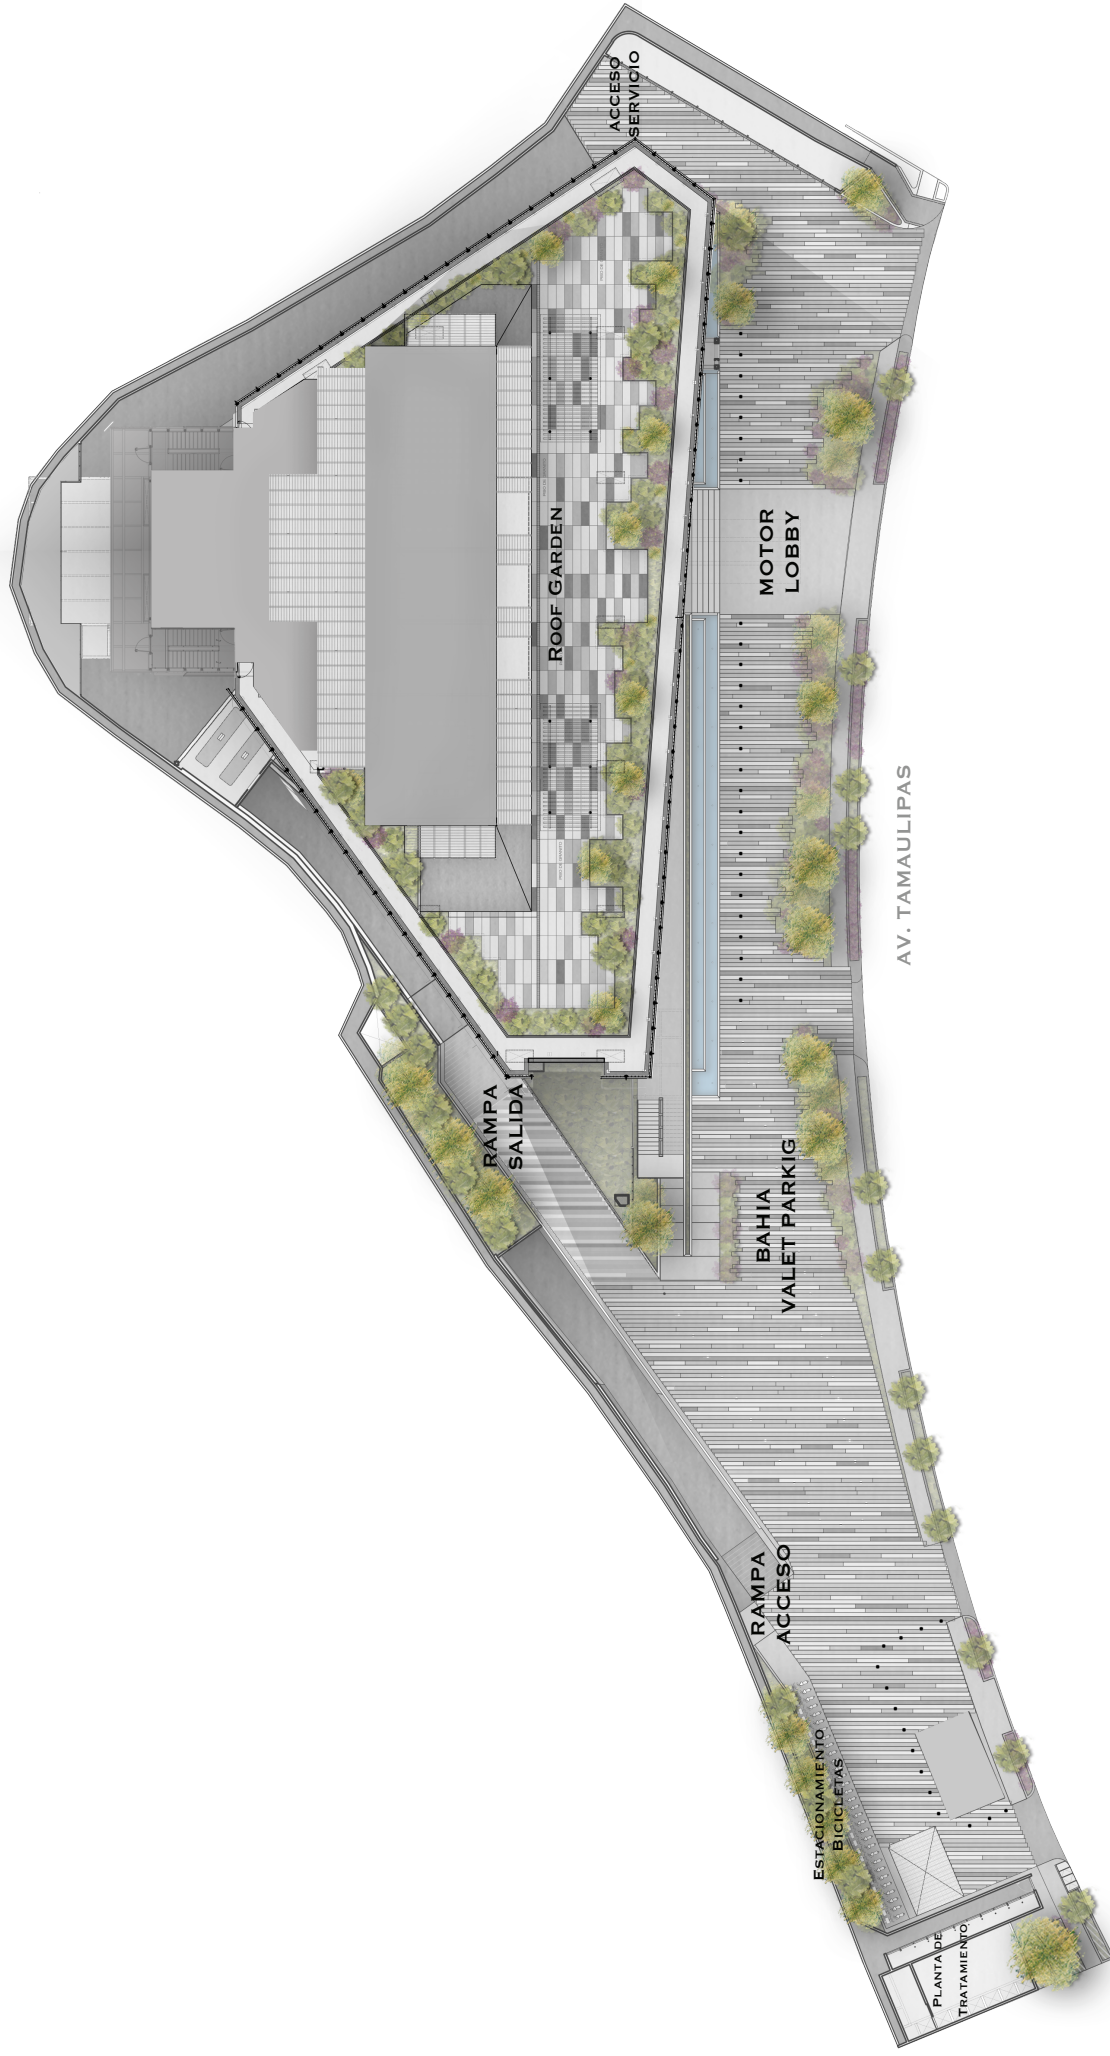 ACCESO
SERVICIO
ROOF GARDEN
MOTOR
LOBBY
AV. TAMAULIPAS
RAMPA
SALIDA
BAHIA
VALET PARKIG
RAMPA
ACCESO
ESTACIONAMIENTO
BICICLETAS
PLANTA DE
TRATAMIENTO